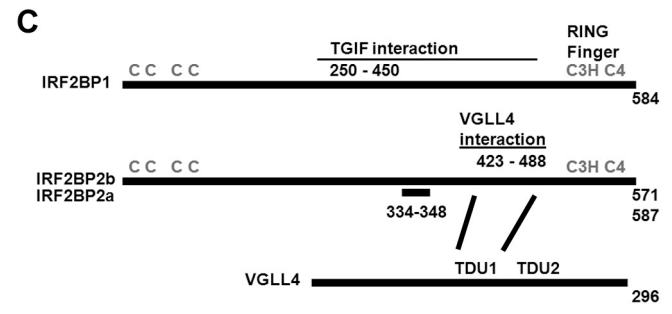 C
RING
Finger
TGIF interaction
C C C C
250 - 450
C3H C4
IRF2BP1
584
VGLL4
interaction
C C C C
423 - 488
C3H C4
IRF2BP2b
571
IRF2BP2a
334-348
587
TDU1 TDU2
VGLL4
296